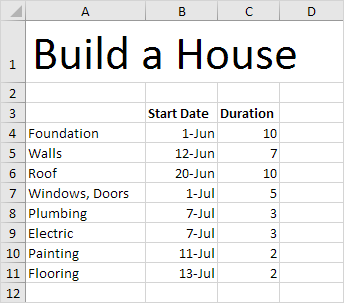 A B C D
1 Build a House
2
3 Start Date Duration
4 Foundation 1-Jun 10
5 Walls 12-Jun 7
6 Roof 20-Jun 10
7 Windows, Doors 1-Jul 5
8 Plumbing 7-Jul 3
9 Electric 7-Jul 3
10 Painting 11-Jul 2
11 Flooring 13-Jul 2
12